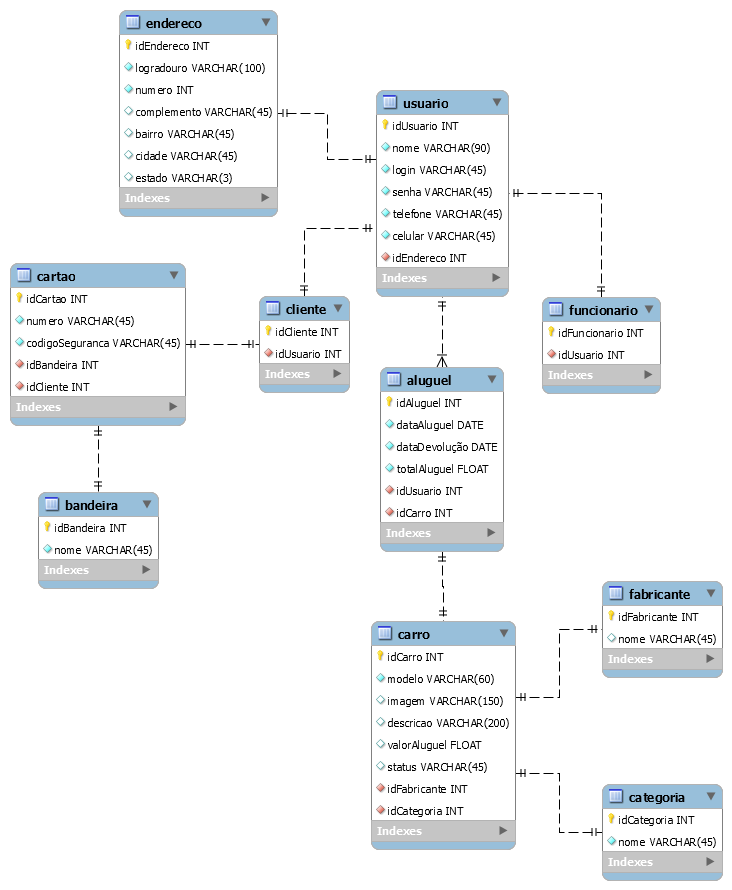 endereco
idEndereco INT
logradouro VARCHAR(100)
numero INT
complemento VARCHAR(45)
bairro VARCHAR(45)
cidade VARCHAR(45)
estado VARCHAR(3)
Indexes
usuario
idUsuario INT
nome VARCHAR(90)
login VARCHAR(45)
senha VARCHAR(45)
telefone VARCHAR(45)
celular VARCHAR(45)
idEndereco INT
Indexes
cartao
idCartao INT
numero VARCHAR(45)
codigoSeguranca VARCHAR(45)
idBandeira INT
idCliente INT
Indexes
cliente
idCliente INT
idUsuario INT
Indexes
funcionario
idFuncionario INT
idUsuario INT
Indexes
aluguel
idAluguel INT
dataAluguel DATE
dataDevolução DATE
totalAluguel FLOAT
idUsuario INT
idCarro INT
Indexes
bandeira
idBandeira INT
nome VARCHAR(45)
Indexes
carro
idCarro INT
modelo VARCHAR(60)
imagem VARCHAR(150)
descricao VARCHAR(200)
valorAluguel FLOAT
status VARCHAR(45)
idFabricante INT
idCategoria INT
Indexes
fabricante
idFabricante INT
nome VARCHAR(45)
Indexes
categoria
idCategoria INT
nome VARCHAR(45)
Indexes